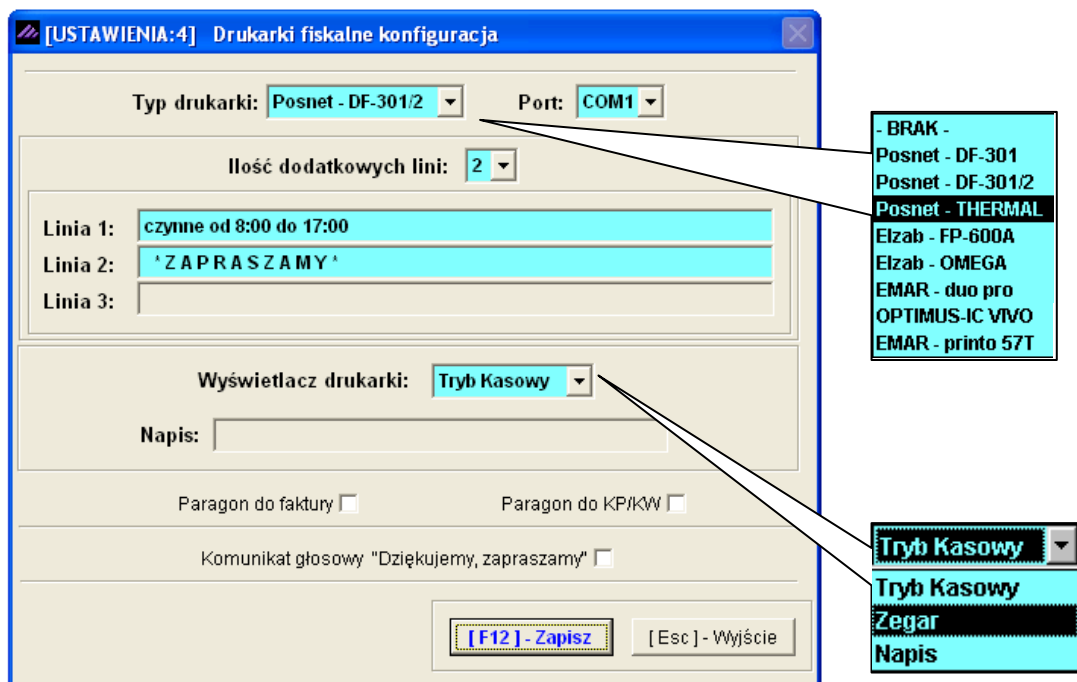 [USTAWIENIA:4] Drukarki fiskalne konfiguracja
Typ drukarki: Posnet - DF-301/2 Port: COM1
Ilość dodatkowych lini: 2
Linia 1: czynne od 8:00 do 17:00
Linia 2: * Z A P R A S Z A M Y *
Linia 3:
Wyświetlacz drukarki: Tryb Kasowy
Napis:
Paragon do faktury Paragon do KP/KW
Komunikat głosowy "Dziękujemy, zapraszamy"
[ F12 ] - Zapisz [ Esc ] - Wyjście
- BRAK -
Posnet - DF-301
Posnet - DF-301/2
Posnet - THERMAL
Elzab - FP-600A
Elzab - OMEGA
EMAR - duo pro
OPTIMUS-IC VIVO
EMAR - printo 57T
Tryb Kasowy
Tryb Kasowy
Zegar
Napis